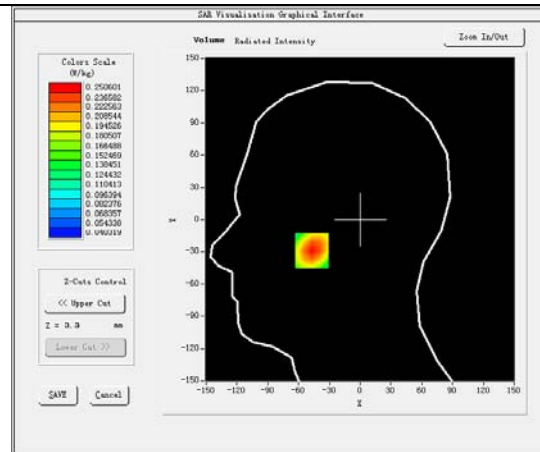 SAR Visualisation Graphical Interface
Volume Radiated Intensity
Zoom In/Out
Colors Scale
(W/kg)
0.250601
0.236582
0.222563
0.208544
0.194526
0.180507
0.166488
0.152469
0.138451
0.124432
0.110413
0.096394
0.082376
0.068357
0.054338
0.040319
Z-Cuts Control
<< Upper Cut
Z = 3.3 mm
Lower Cut >>
SAVE
Cancel
150
120
90
60
30
0
-30
-60
-90
-120
-150
Y
-150 -120 -90 -60 -30 0 30 60 90 120 150
X